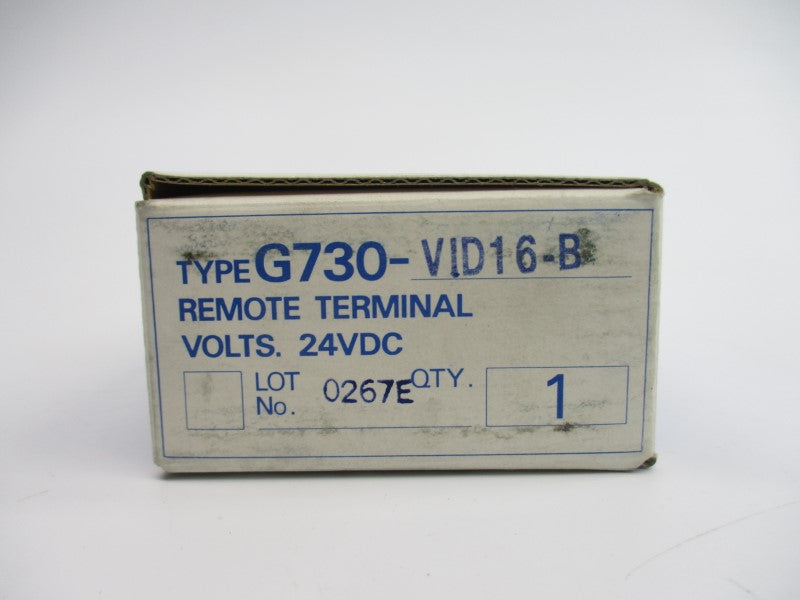 TYPE G730-VID16-B
REMOTE TERMINAL
VOLTS. 24VDC
LOT No. 0267E QTY. 1